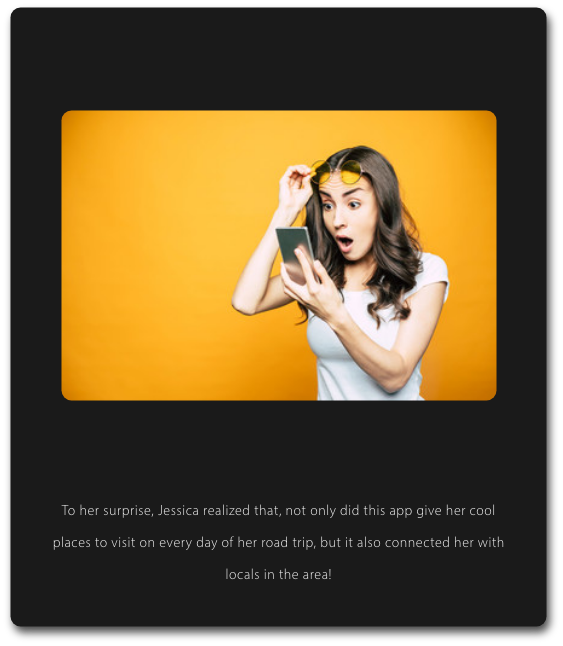 To her surprise, Jessica realized that, not only did this app give her cool
places to visit on every day of her road trip, but it also connected her with
locals in the area!